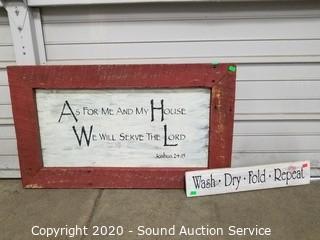 As For Me And My House
We Will Serve The Lord
Joshua 24:15
Wash • Dry • Fold • Repeat
Copyright 2020 - Sound Auction Service